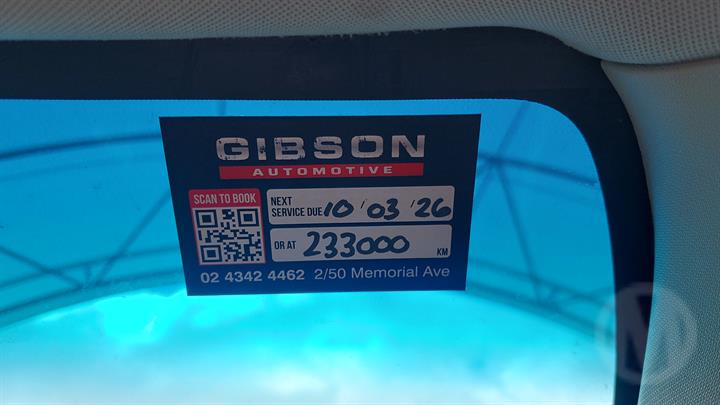 GIBSON
AUTOMOTIVE
SCAN TO BOOK
NEXT
SERVICE DUE 10 / 03 / 26
OR AT 233000 KM
02 4342 4462 2/50 Memorial Ave
M